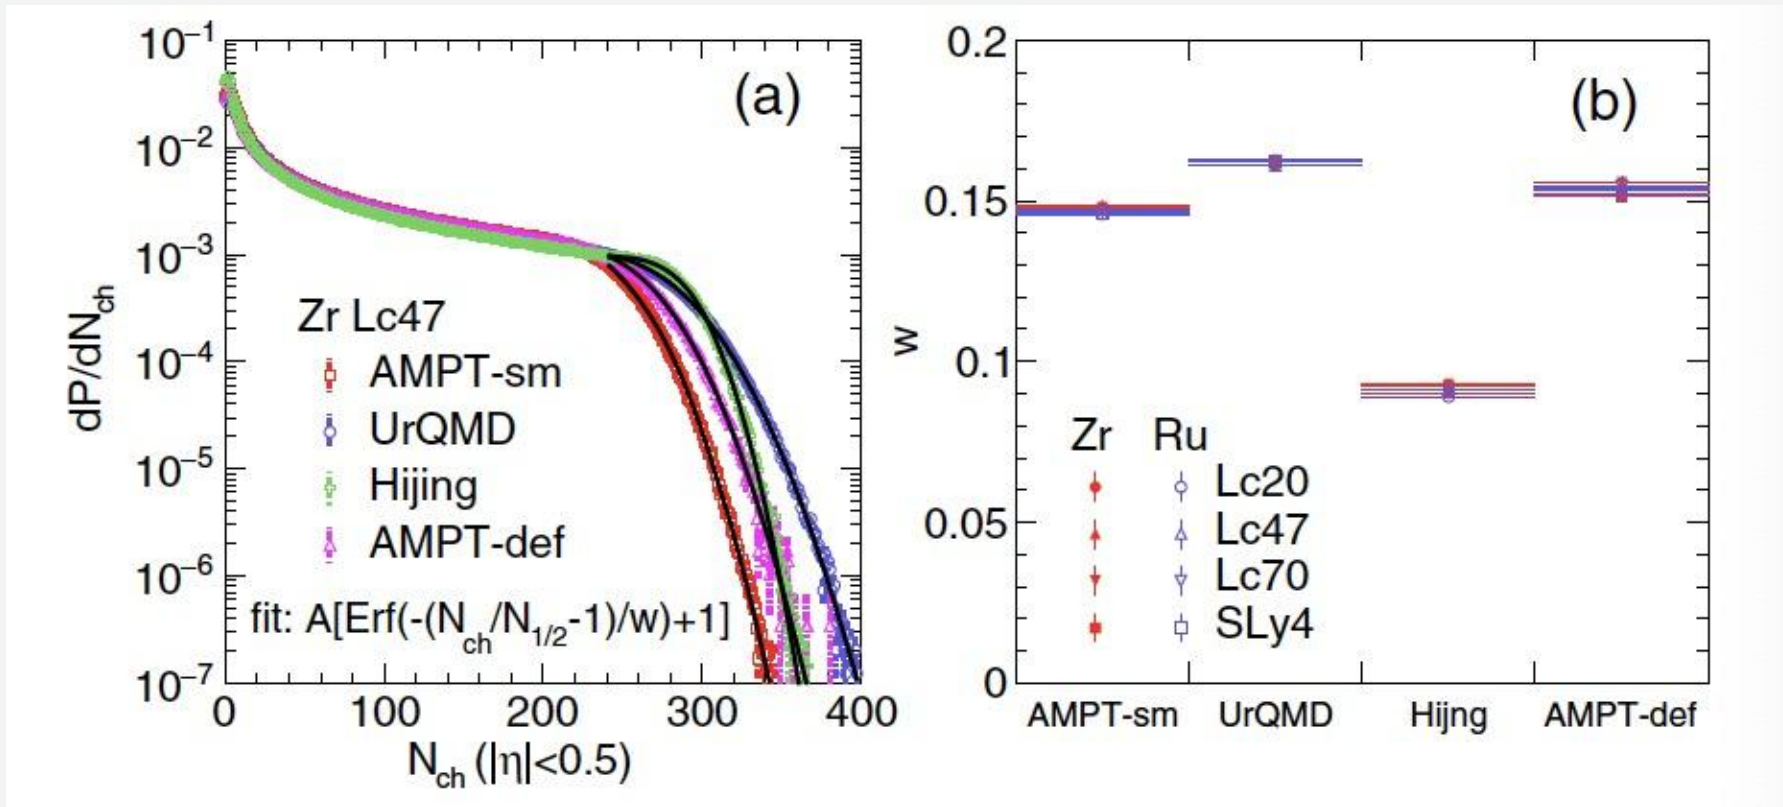 (a)
10⁻¹
10⁻²
10⁻³
10⁻⁴
10⁻⁵
10⁻⁶
10⁻⁷
dP/dN_ch
Zr Lc47
AMPT-sm
UrQMD
Hijing
AMPT-def
fit: A[Erf(-(N_ch/N_1/2-1)/w)+1]
0 100 200 300 400
N_ch (|η|<0.5)
(b)
0.2
0.15
0.1
0.05
0
w
Zr Ru
Lc20
Lc47
Lc70
SLy4
AMPT-sm UrQMD Hijng AMPT-def